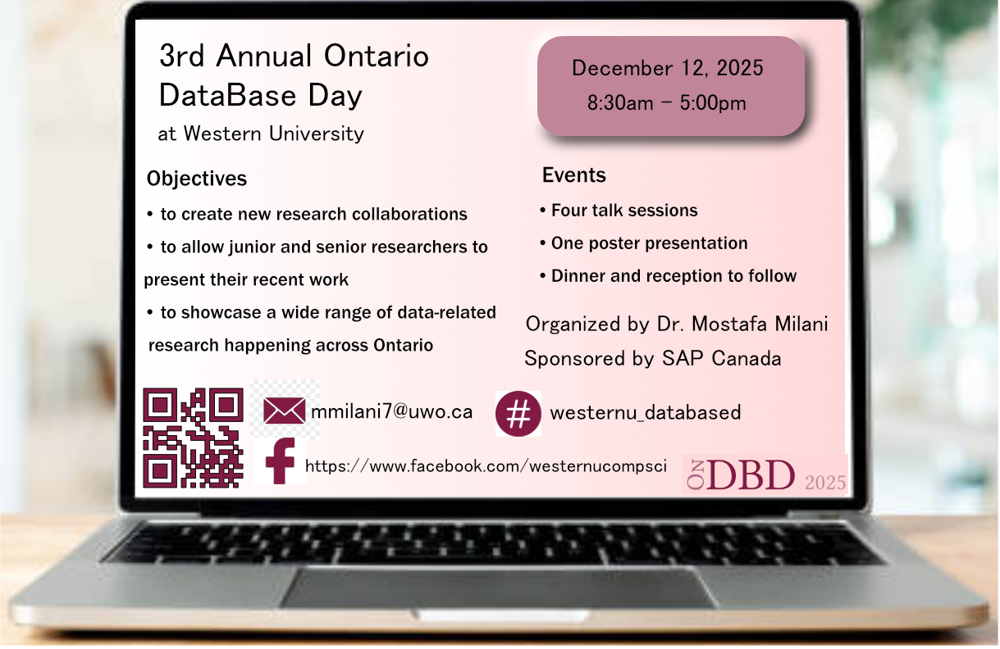 3rd Annual Ontario
DataBase Day
at Western University
December 12, 2025
8:30am – 5:00pm
Objectives
• to create new research collaborations
• to allow junior and senior researchers to
present their recent work
• to showcase a wide range of data-related
research happening across Ontario
Events
• Four talk sessions
• One poster presentation
• Dinner and reception to follow
Organized by Dr. Mostafa Milani
Sponsored by SAP Canada
mmilani7@uwo.ca
# westernu_databased
f https://www.facebook.com/westernucompsci
ON DBD 2025